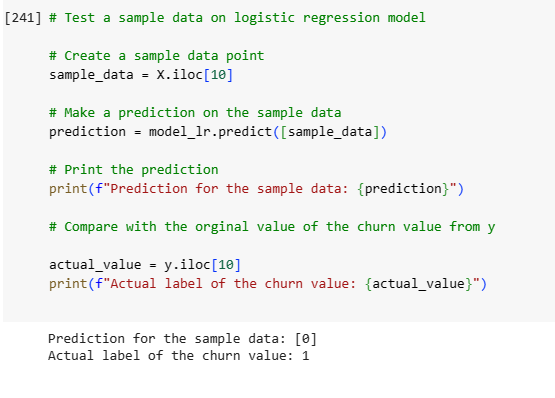 [241] # Test a sample data on logistic regression model
# Create a sample data point
sample_data = X.iloc[10]
# Make a prediction on the sample data
prediction = model_lr.predict([sample_data])
# Print the prediction
print(f"Prediction for the sample data: {prediction}")
# Compare with the orginal value of the churn value from y
actual_value = y.iloc[10]
print(f"Actual label of the churn value: {actual_value}")
Prediction for the sample data: [0]
Actual label of the churn value: 1